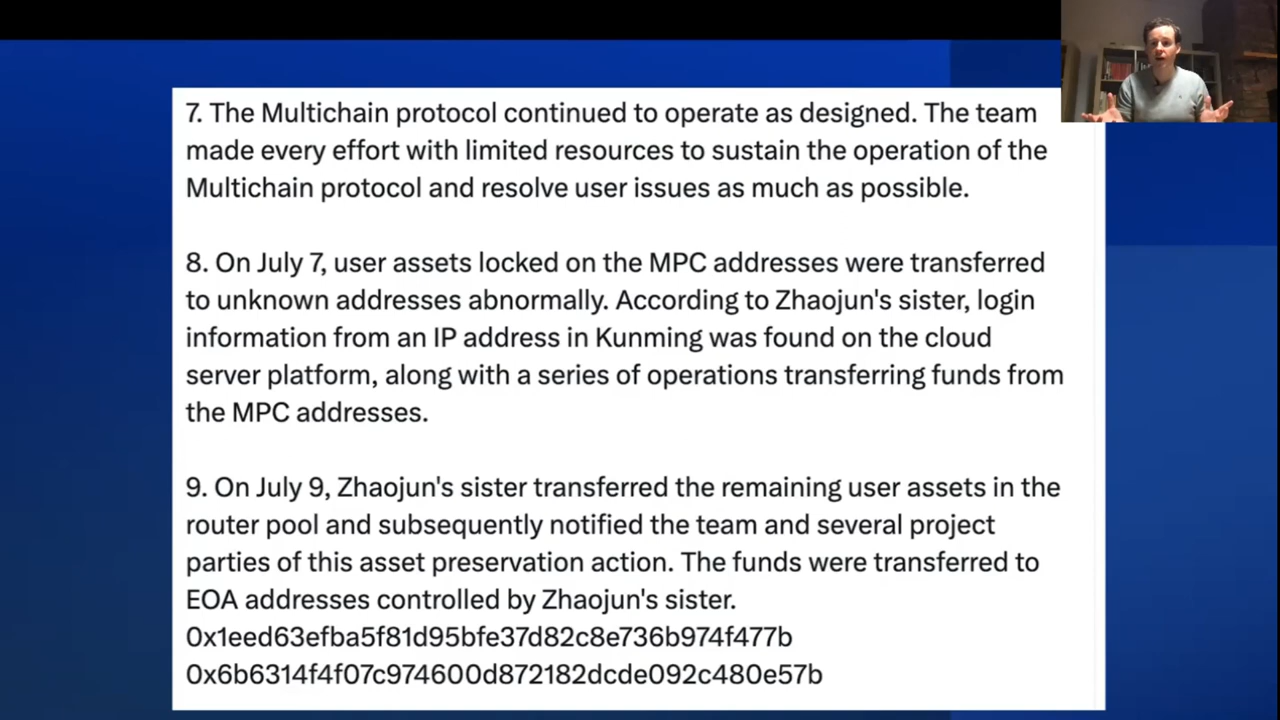 7. The Multichain protocol continued to operate as designed. The team
made every effort with limited resources to sustain the operation of the
Multichain protocol and resolve user issues as much as possible.
8. On July 7, user assets locked on the MPC addresses were transferred
to unknown addresses abnormally. According to Zhaojun's sister, login
information from an IP address in Kunming was found on the cloud
server platform, along with a series of operations transferring funds from
the MPC addresses.
9. On July 9, Zhaojun's sister transferred the remaining user assets in the
router pool and subsequently notified the team and several project
parties of this asset preservation action. The funds were transferred to
EOA addresses controlled by Zhaojun's sister.
0x1eed63efba5f81d95bfe37d82c8e736b974f477b
0x6b6314f4f07c974600d872182dcde092c480e57b